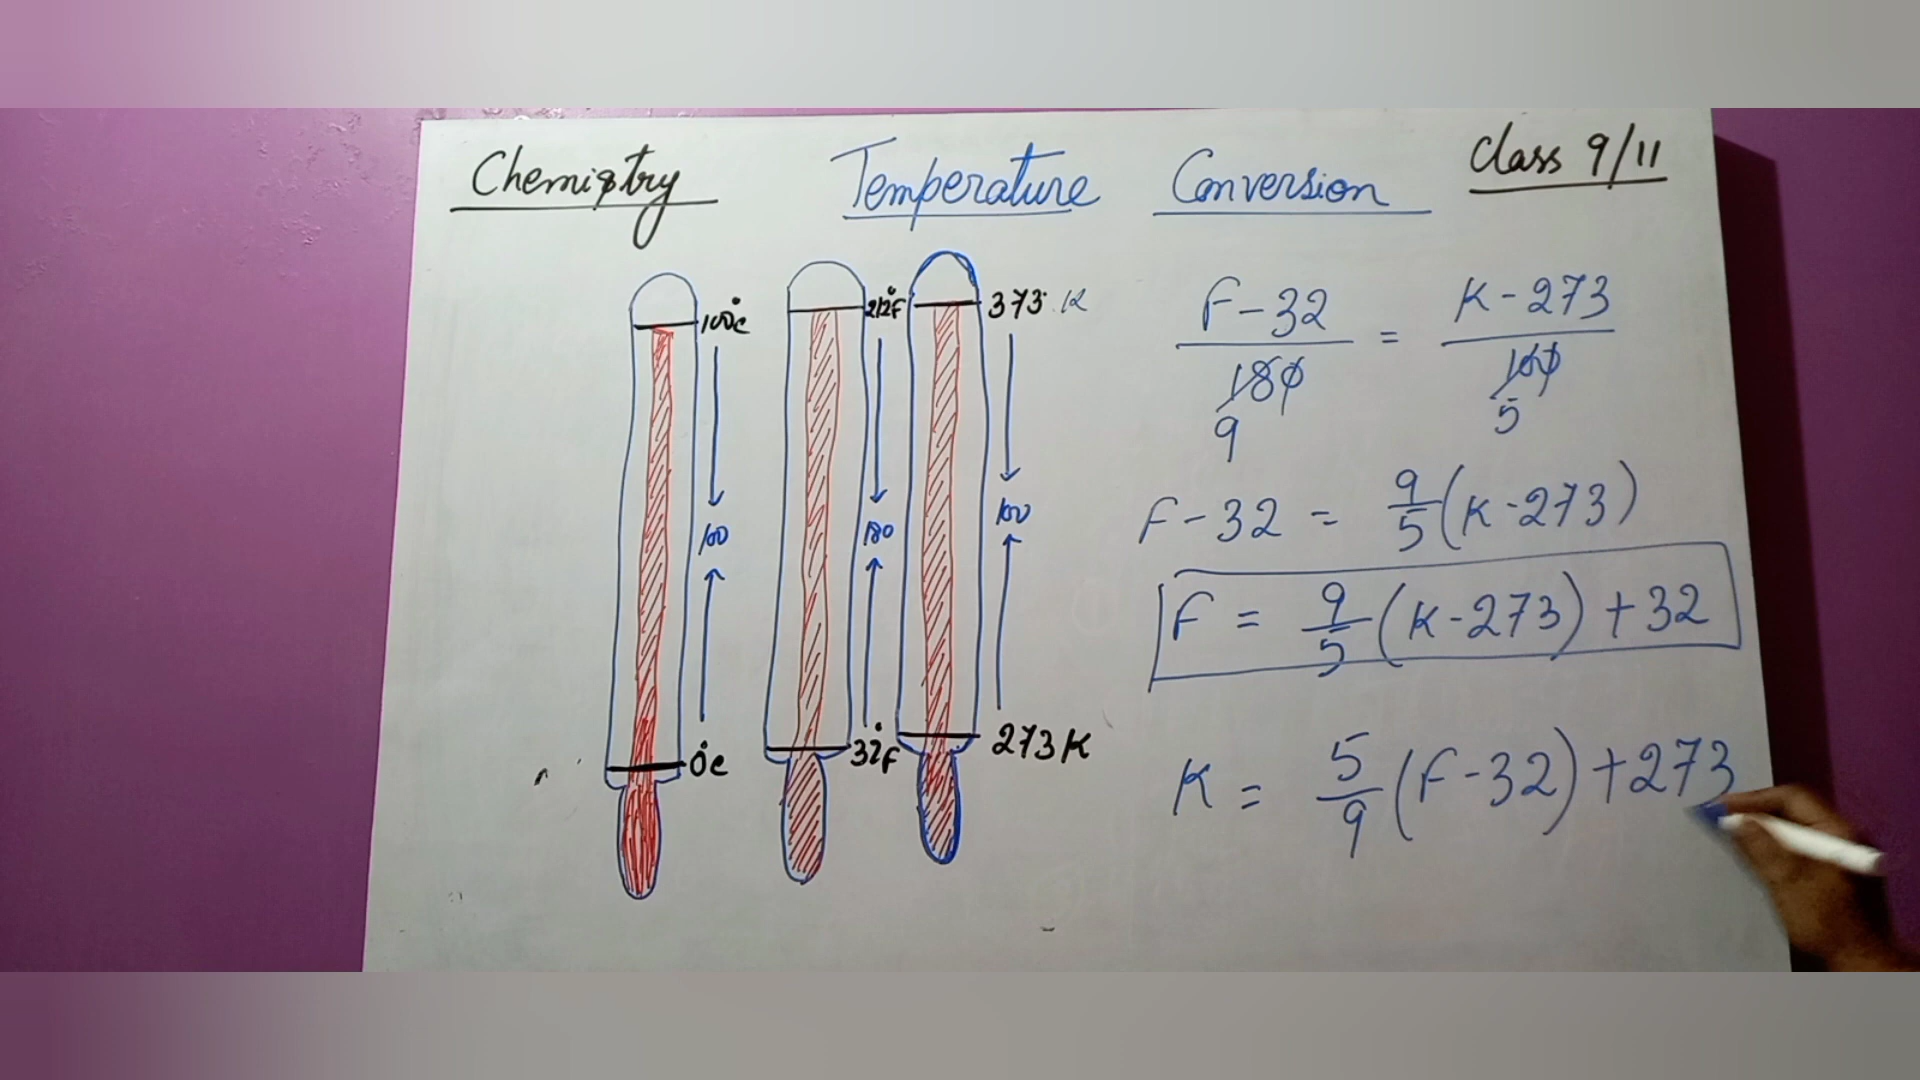 Chemistry
Temperature Conversion
Class 9/11
100°C
212°F
373 K
100
180
100
0°C
32°F
273 K
F-32 / 180 = K-273 / 100
9 5
F-32 = 9/5 (K-273)
F = 9/5 (K-273) + 32
K = 5/9 (F-32) + 273